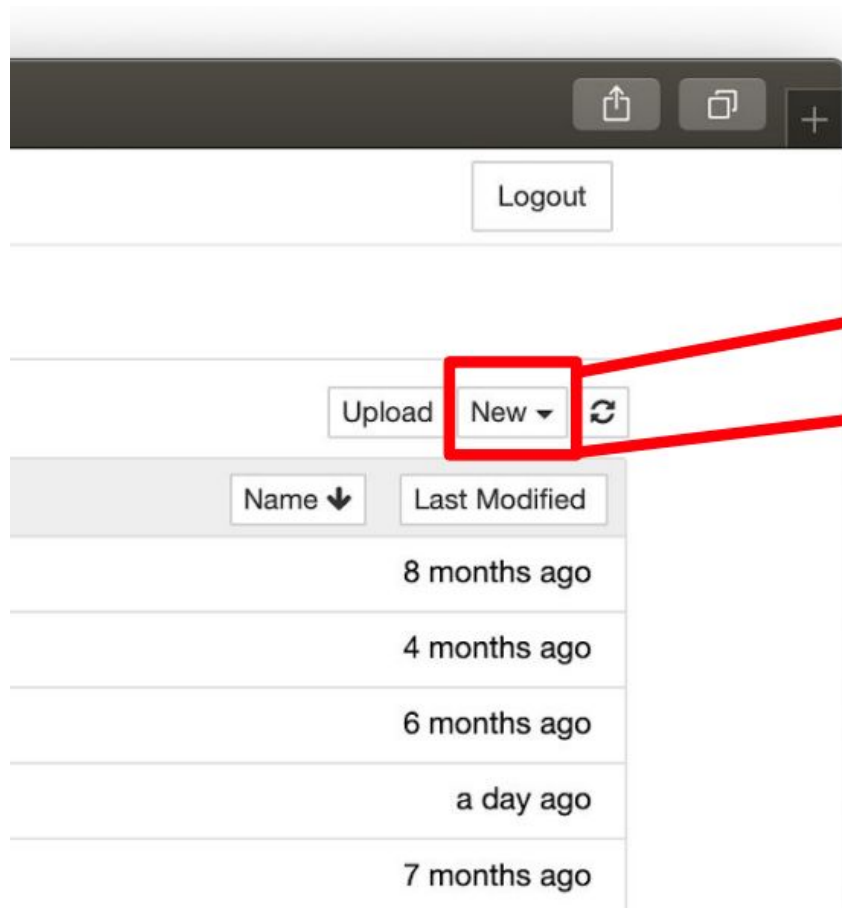 Logout
Upload New
Name Last Modified
8 months ago
4 months ago
6 months ago
a day ago
7 months ago